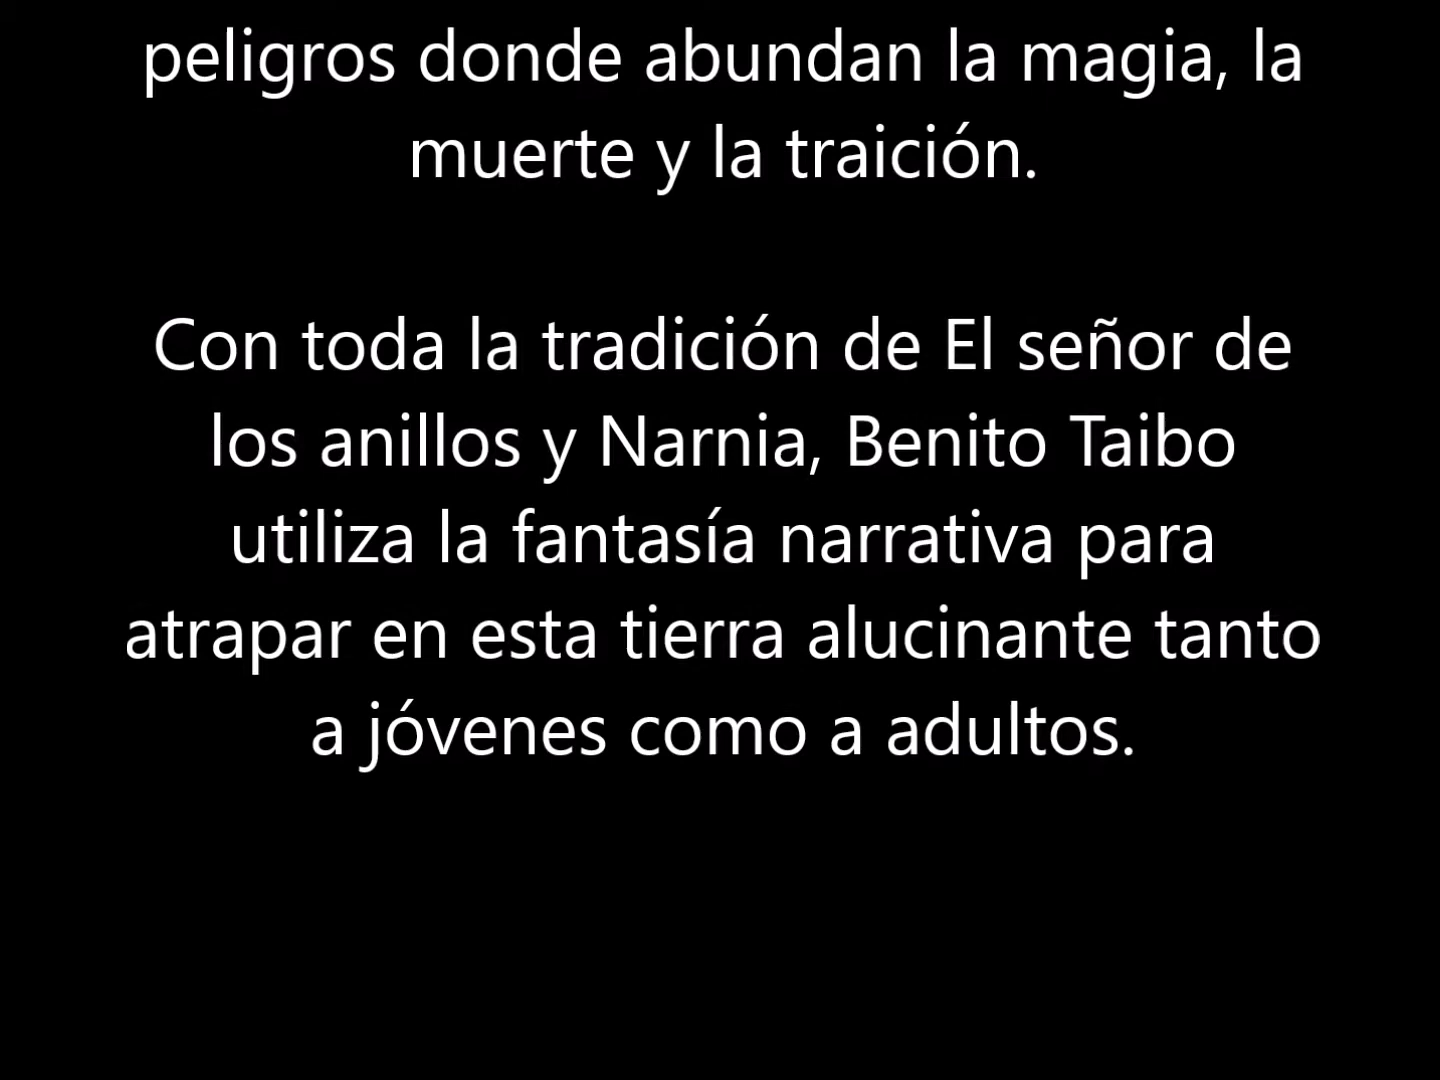 peligros donde abundan la magia, la
muerte y la traición.
Con toda la tradición de El señor de
los anillos y Narnia, Benito Taibo
utiliza la fantasía narrativa para
atrapar en esta tierra alucinante tanto
a jóvenes como a adultos.